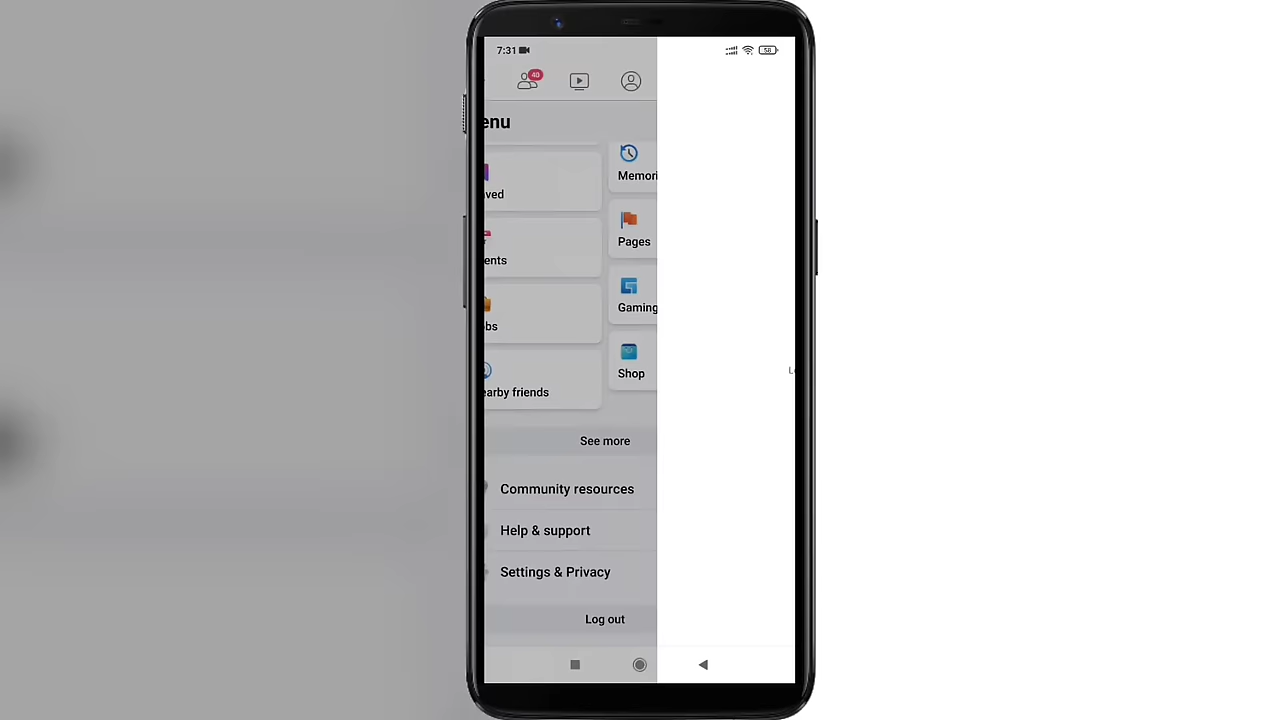 7:31
58
40
enu
Memori
ved
Pages
ents
Gaming
bs
Shop
earby friends
See more
Community resources
Help & support
Settings & Privacy
Log out